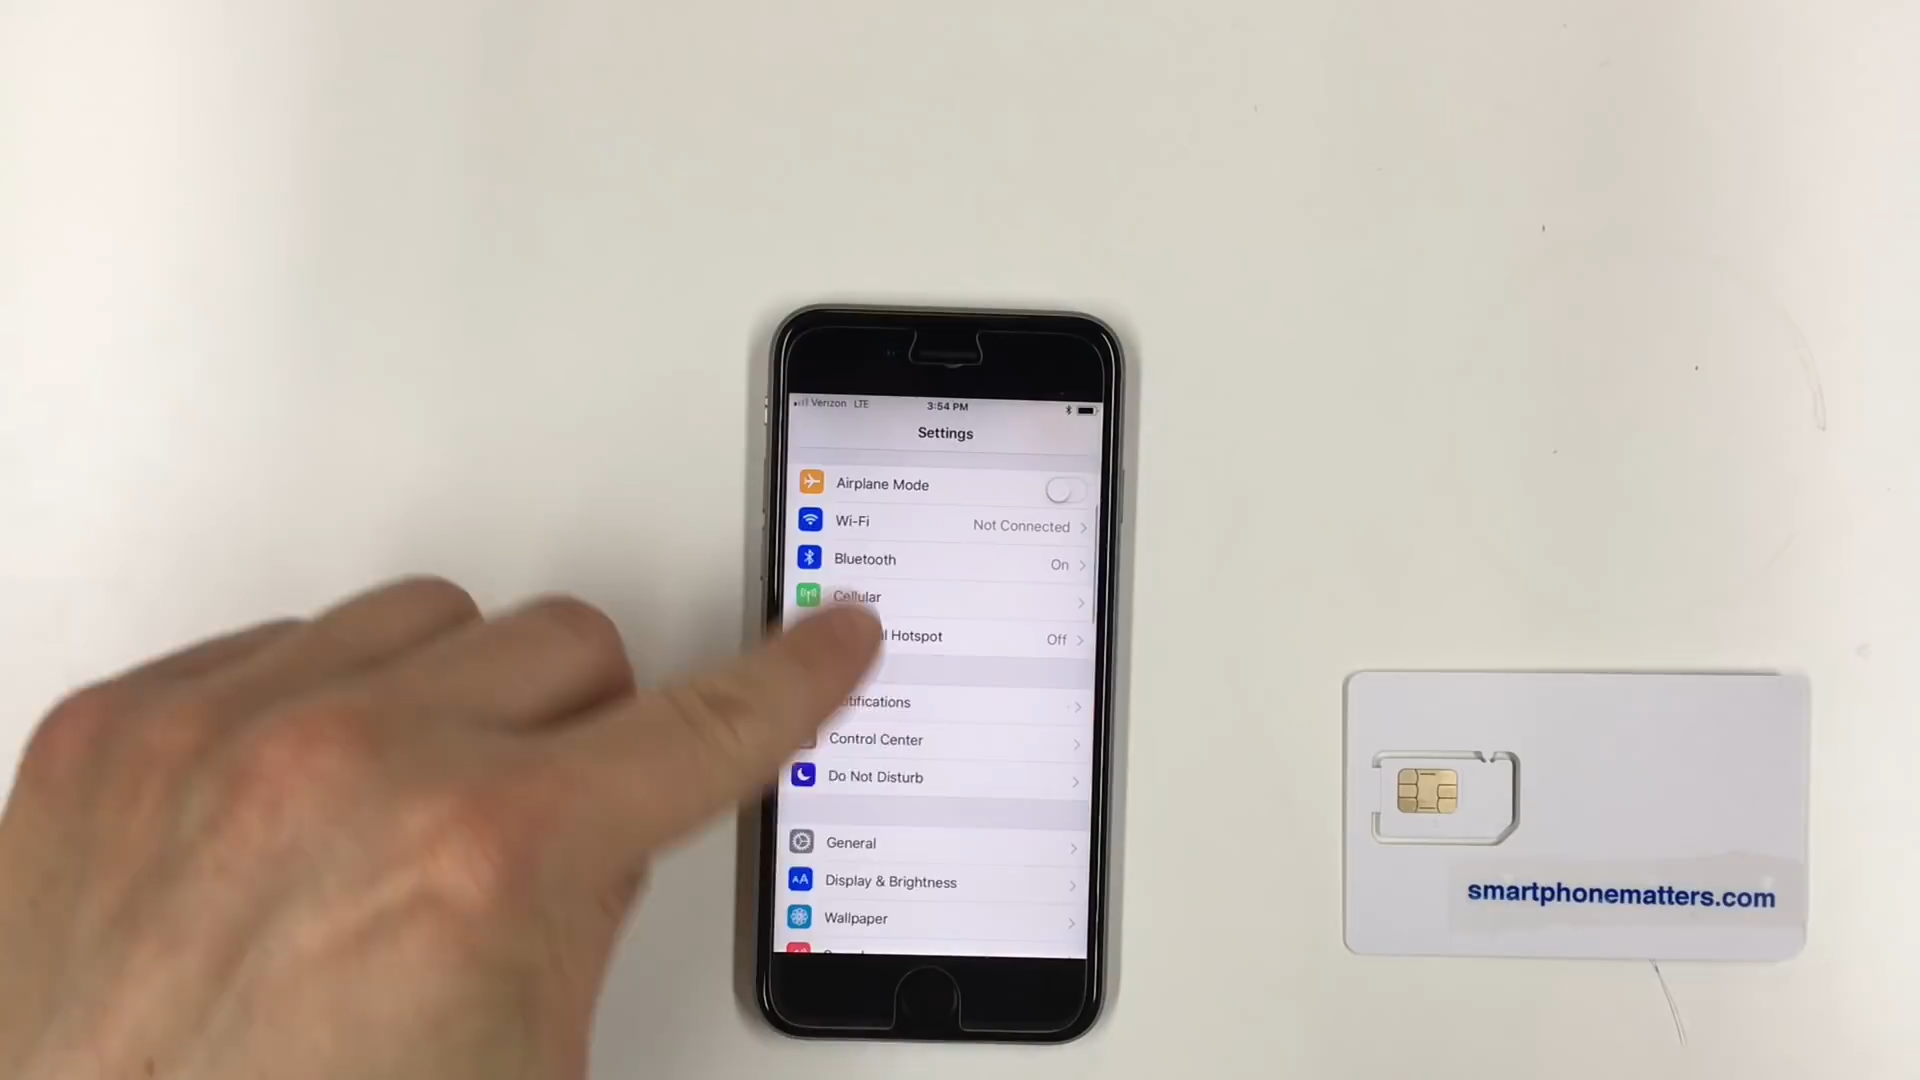 Verizon LTE 3:54 PM
Settings
Airplane Mode
Wi-Fi Not Connected
Bluetooth On
Cellular
Hotspot Off
Control Center
Do Not Disturb
General
AA Display & Brightness
Wallpaper
smartphonematters.com